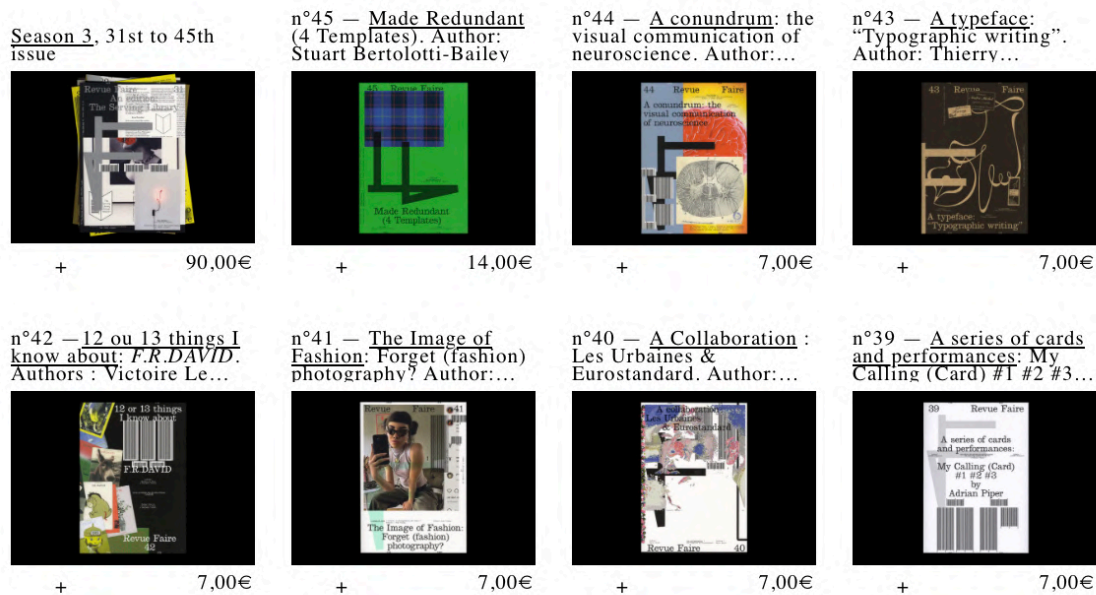 Season 3, 31st to 45th
issue
n°45 — Made Redundant
(4 Templates). Author:
Stuart Bertolotti-Bailey
n°44 — A conundrum: the
visual communication of
neuroscience. Author:...
n°43 — A typeface:
“Typographic writing”.
Author: Thierry...
Revue Faire 31
An edition:
The Serving Library
45 Revue Faire
Made Redundant
(4 Templates)
44 Revue Faire
A conundrum: the
visual communication
of neuroscience
6
43 Revue Faire
A typeface:
“Typographic writing”
+ 90,00€
+ 14,00€
+ 7,00€
+ 7,00€
n°42 —12 ou 13 things I
know about: F.R.DAVID.
Authors : Victoire Le...
n°41 — The Image of
Fashion: Forget (fashion)
photography? Author:...
n°40 — A Collaboration :
Les Urbaines &
Eurostandard. Author:...
n°39 — A series of cards
and performances: My
Calling (Card) #1 #2 #3...
12 or 13 things
I know about
F.R.DAVID
Revue Faire
42
Revue Faire 41
The Image of Fashion:
Forget (fashion)
photography?
A collaboration
Les Urbaines
& Eurostandard
Revue Faire 40
39 Revue Faire
A series of cards
and performances:
My Calling (Card)
#1 #2 #3
by
Adrian Piper
+ 7,00€
+ 7,00€
+ 7,00€
+ 7,00€